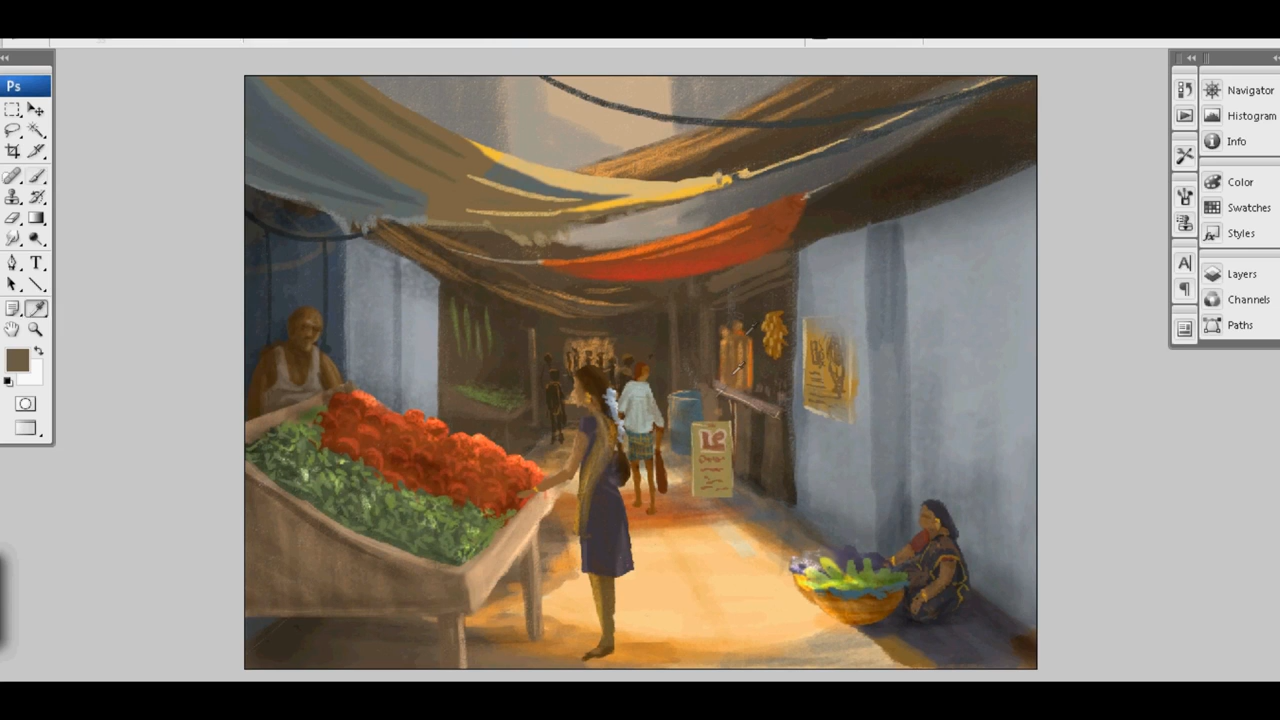 Ps
Navigator
Histogram
Info
Color
Swatches
Styles
Layers
Channels
Paths